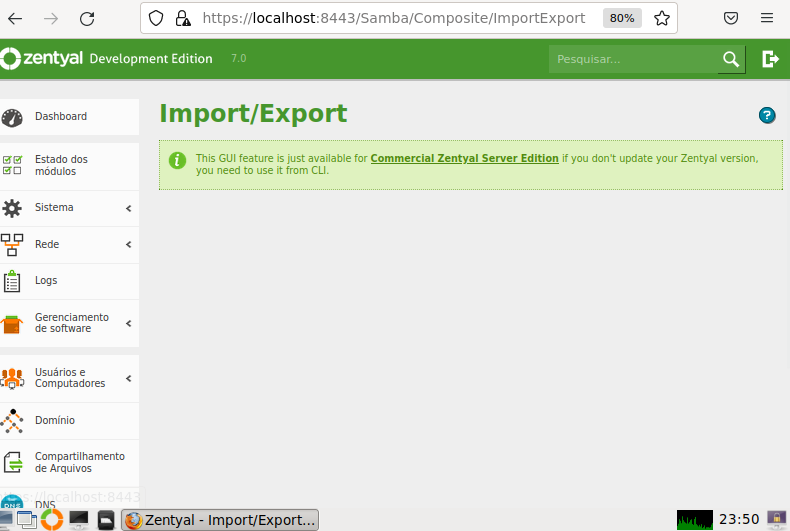 https://localhost:8443/Samba/Composite/ImportExport 80%
zentyal Development Edition 7.0 Pesquisar...
Dashboard
Import/Export
?
Estado dos
módulos
This GUI feature is just available for Commercial Zentyal Server Edition if you don't update your Zentyal version,
you need to use it from CLI.
Sistema
Rede
Logs
Gerenciamento
de software
Usuários e
Computadores
Domínio
Compartilhamento
de Arquivos
DNS
Zentyal - Import/Export...
23:50